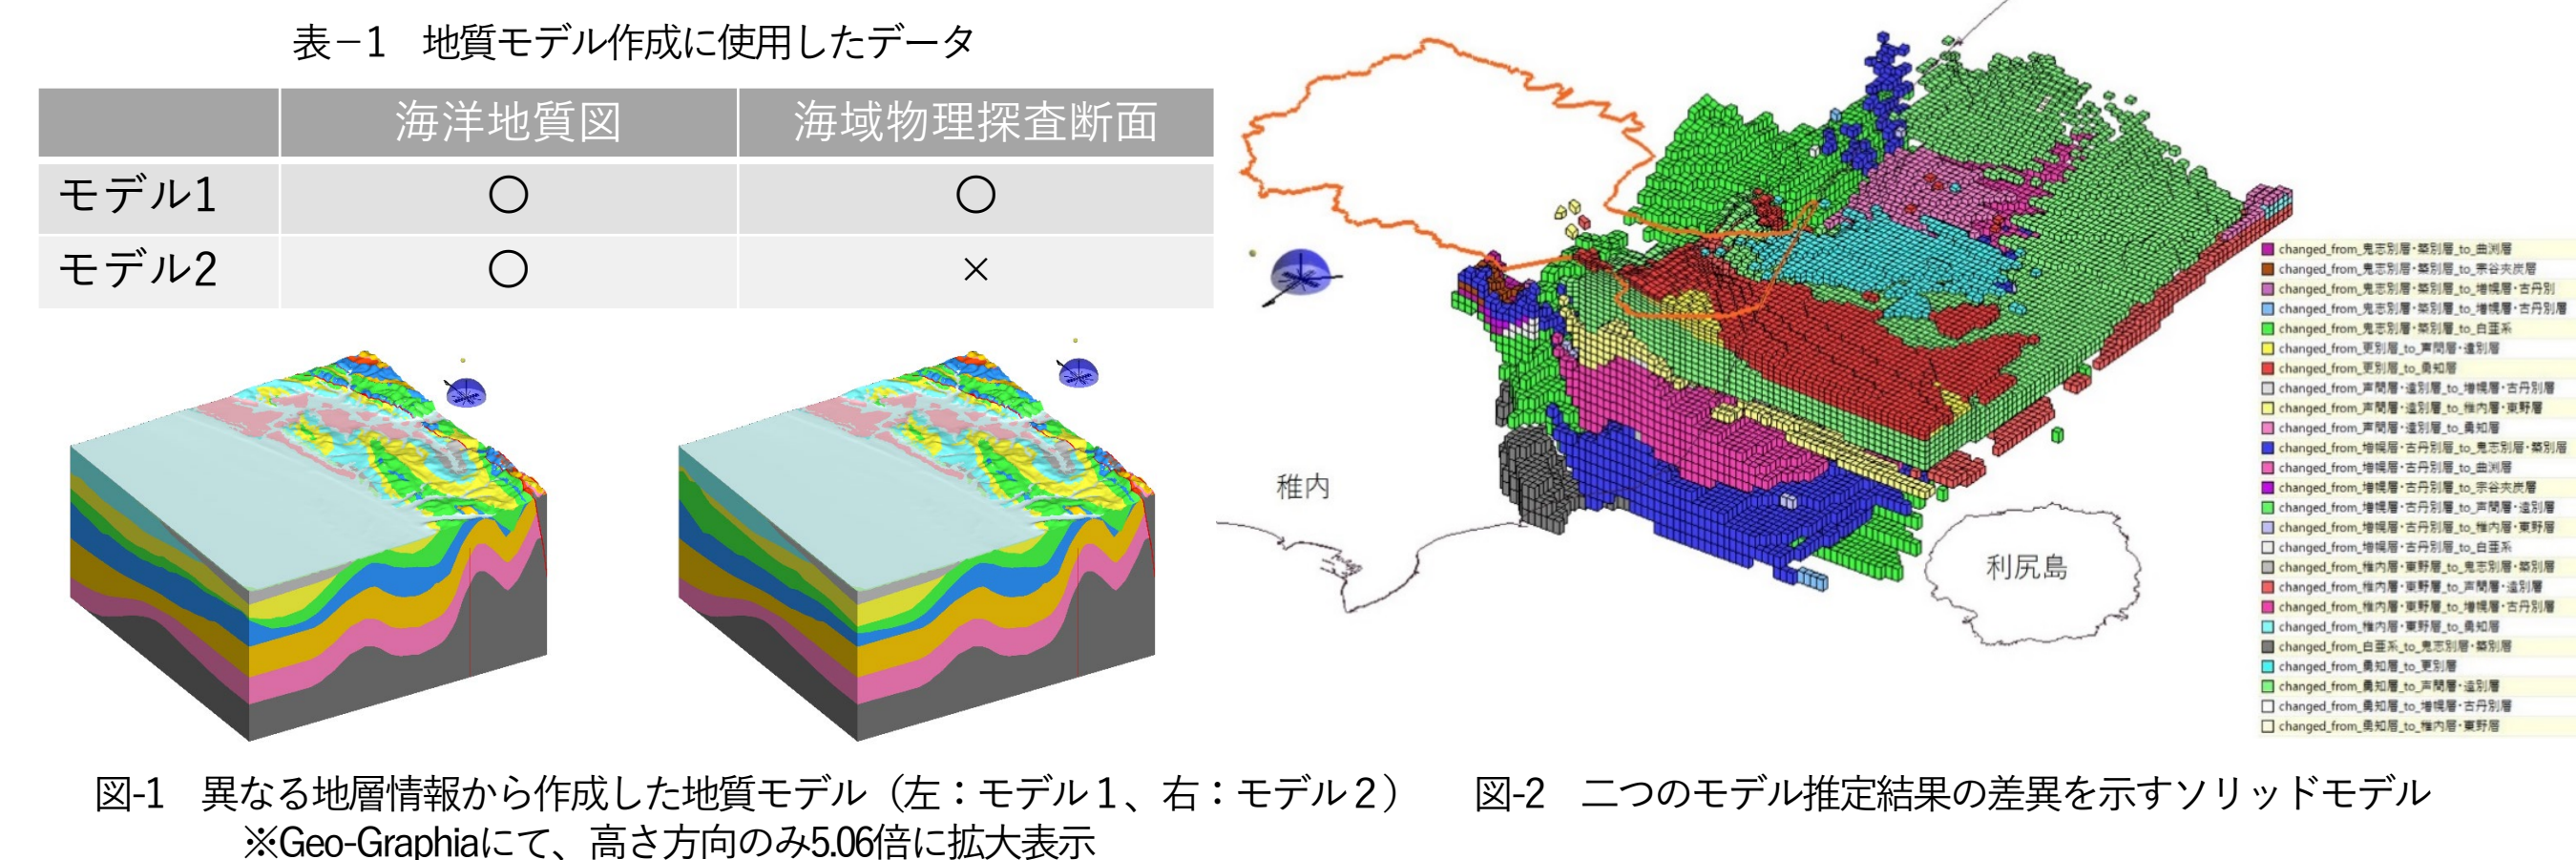 表－1　地質モデル作成に使用したデータ
海洋地質図　海域物理探査断面
モデル1　〇　〇
モデル2　〇　×
稚内
利尻島
changed_from_鬼志別層・築別層_to_曲渕層
changed_from_鬼志別層・築別層_to_宗谷夾炭層
changed_from_鬼志別層・築別層_to_増幌層・古丹別
changed_from_鬼志別層・築別層_to_増幌層・古丹別層
changed_from_鬼志別層・築別層_to_白亜系
changed_from_更別層_to_声問層・遠別層
changed_from_更別層_to_勇知層
changed_from_声問層・遠別層_to_増幌層・古丹別層
changed_from_声問層・遠別層_to_稚内層・東野層
changed_from_声問層・遠別層_to_勇知層
changed_from_増幌層・古丹別層_to_鬼志別層・築別層
changed_from_増幌層・古丹別層_to_曲渕層
changed_from_増幌層・古丹別層_to_宗谷夾炭層
changed_from_増幌層・古丹別層_to_声問層・遠別層
changed_from_増幌層・古丹別層_to_稚内層・東野層
changed_from_増幌層・古丹別層_to_白亜系
changed_from_稚内層・東野層_to_鬼志別層・築別層
changed_from_稚内層・東野層_to_声問層・遠別層
changed_from_稚内層・東野層_to_増幌層・古丹別層
changed_from_稚内層・東野層_to_勇知層
changed_from_白亜系_to_鬼志別層・築別層
changed_from_勇知層_to_更別層
changed_from_勇知層_to_声問層・遠別層
changed_from_勇知層_to_増幌層・古丹別層
changed_from_勇知層_to_稚内層・東野層
図-1　異なる地層情報から作成した地質モデル（左：モデル１、右：モデル２）
※Geo-Graphiaにて、高さ方向のみ5.06倍に拡大表示
図-2　二つのモデル推定結果の差異を示すソリッドモデル